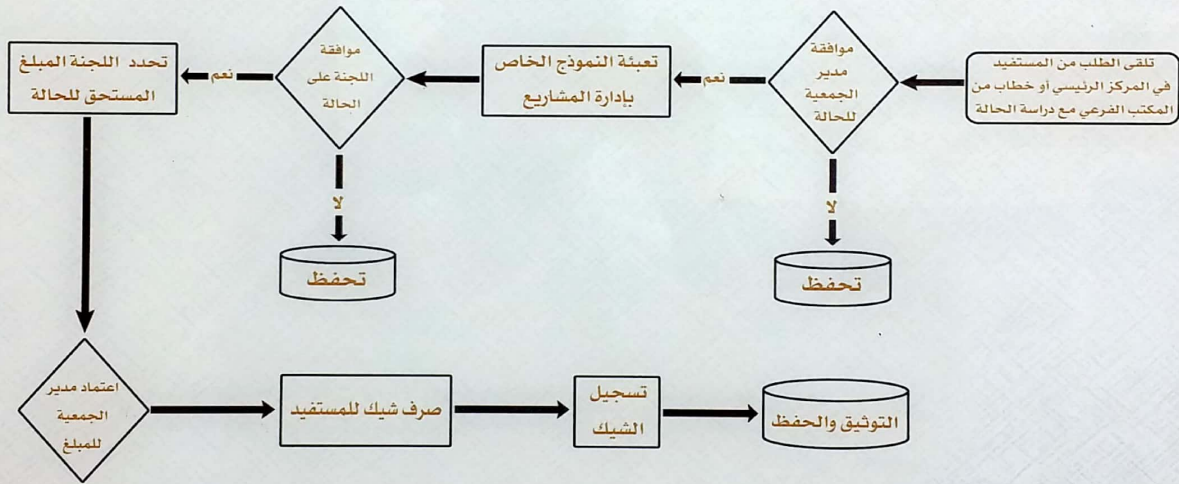 تلقى الطلب من المستفيد
في المركز الرئيسي أو خطاب من
المكتب الفرعي مع دراسة الحالة
موافقة
مدير
الجمعية
للحالة
نعم
لا
تحفظ
تعبئة النموذج الخاص
بإدارة المشاريع
موافقة
اللجنة على
الحالة
نعم
لا
تحفظ
تحدد اللجنة المبلغ
المستحق للحالة
اعتماد مدير
الجمعية
للمبلغ
صرف شيك للمستفيد
تسجيل
الشيك
التوثيق والحفظ